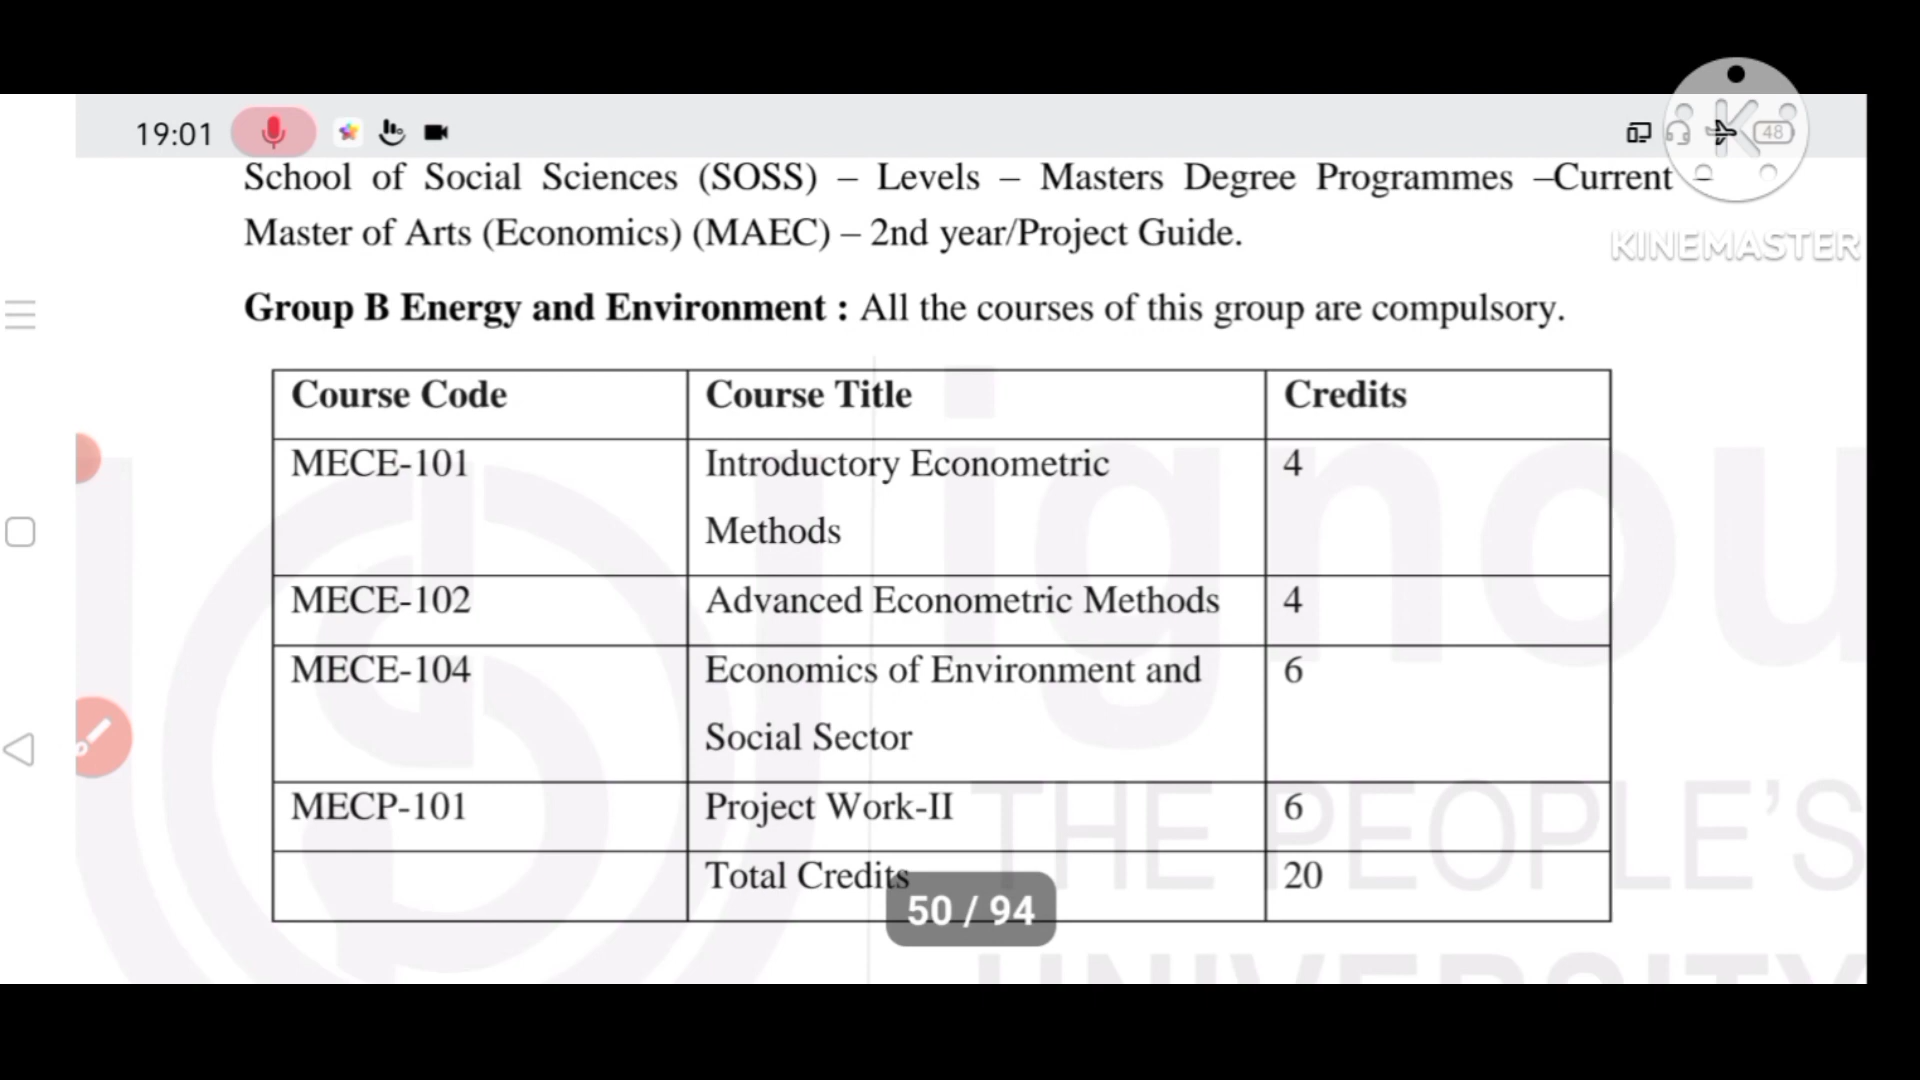 19:01
48
KINEMASTER
School of Social Sciences (SOSS) – Levels – Masters Degree Programmes –Current –
Master of Arts (Economics) (MAEC) – 2nd year/Project Guide.
Group B Energy and Environment : All the courses of this group are compulsory.
Course Code Course Title Credits
MECE-101 Introductory Econometric 4
Methods
MECE-102 Advanced Econometric Methods 4
MECE-104 Economics of Environment and 6
Social Sector
MECP-101 Project Work-II 6
Total Credits 20
50 / 94
ignou
THE PEOPLE'S
UNIVERSITY